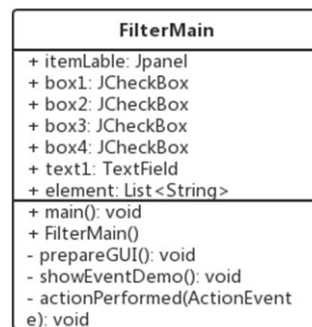 FilterMain
+ itemLable: Jpanel
+ box1: JCheckBox
+ box2: JCheckBox
+ box3: JCheckBox
+ box4: JCheckBox
+ text1: TextField
+ element: List<String>
+ main(): void
+ FilterMain()
- prepareGUI(): void
- showEventDemo(): void
- actionPerformed(ActionEvent
e): void